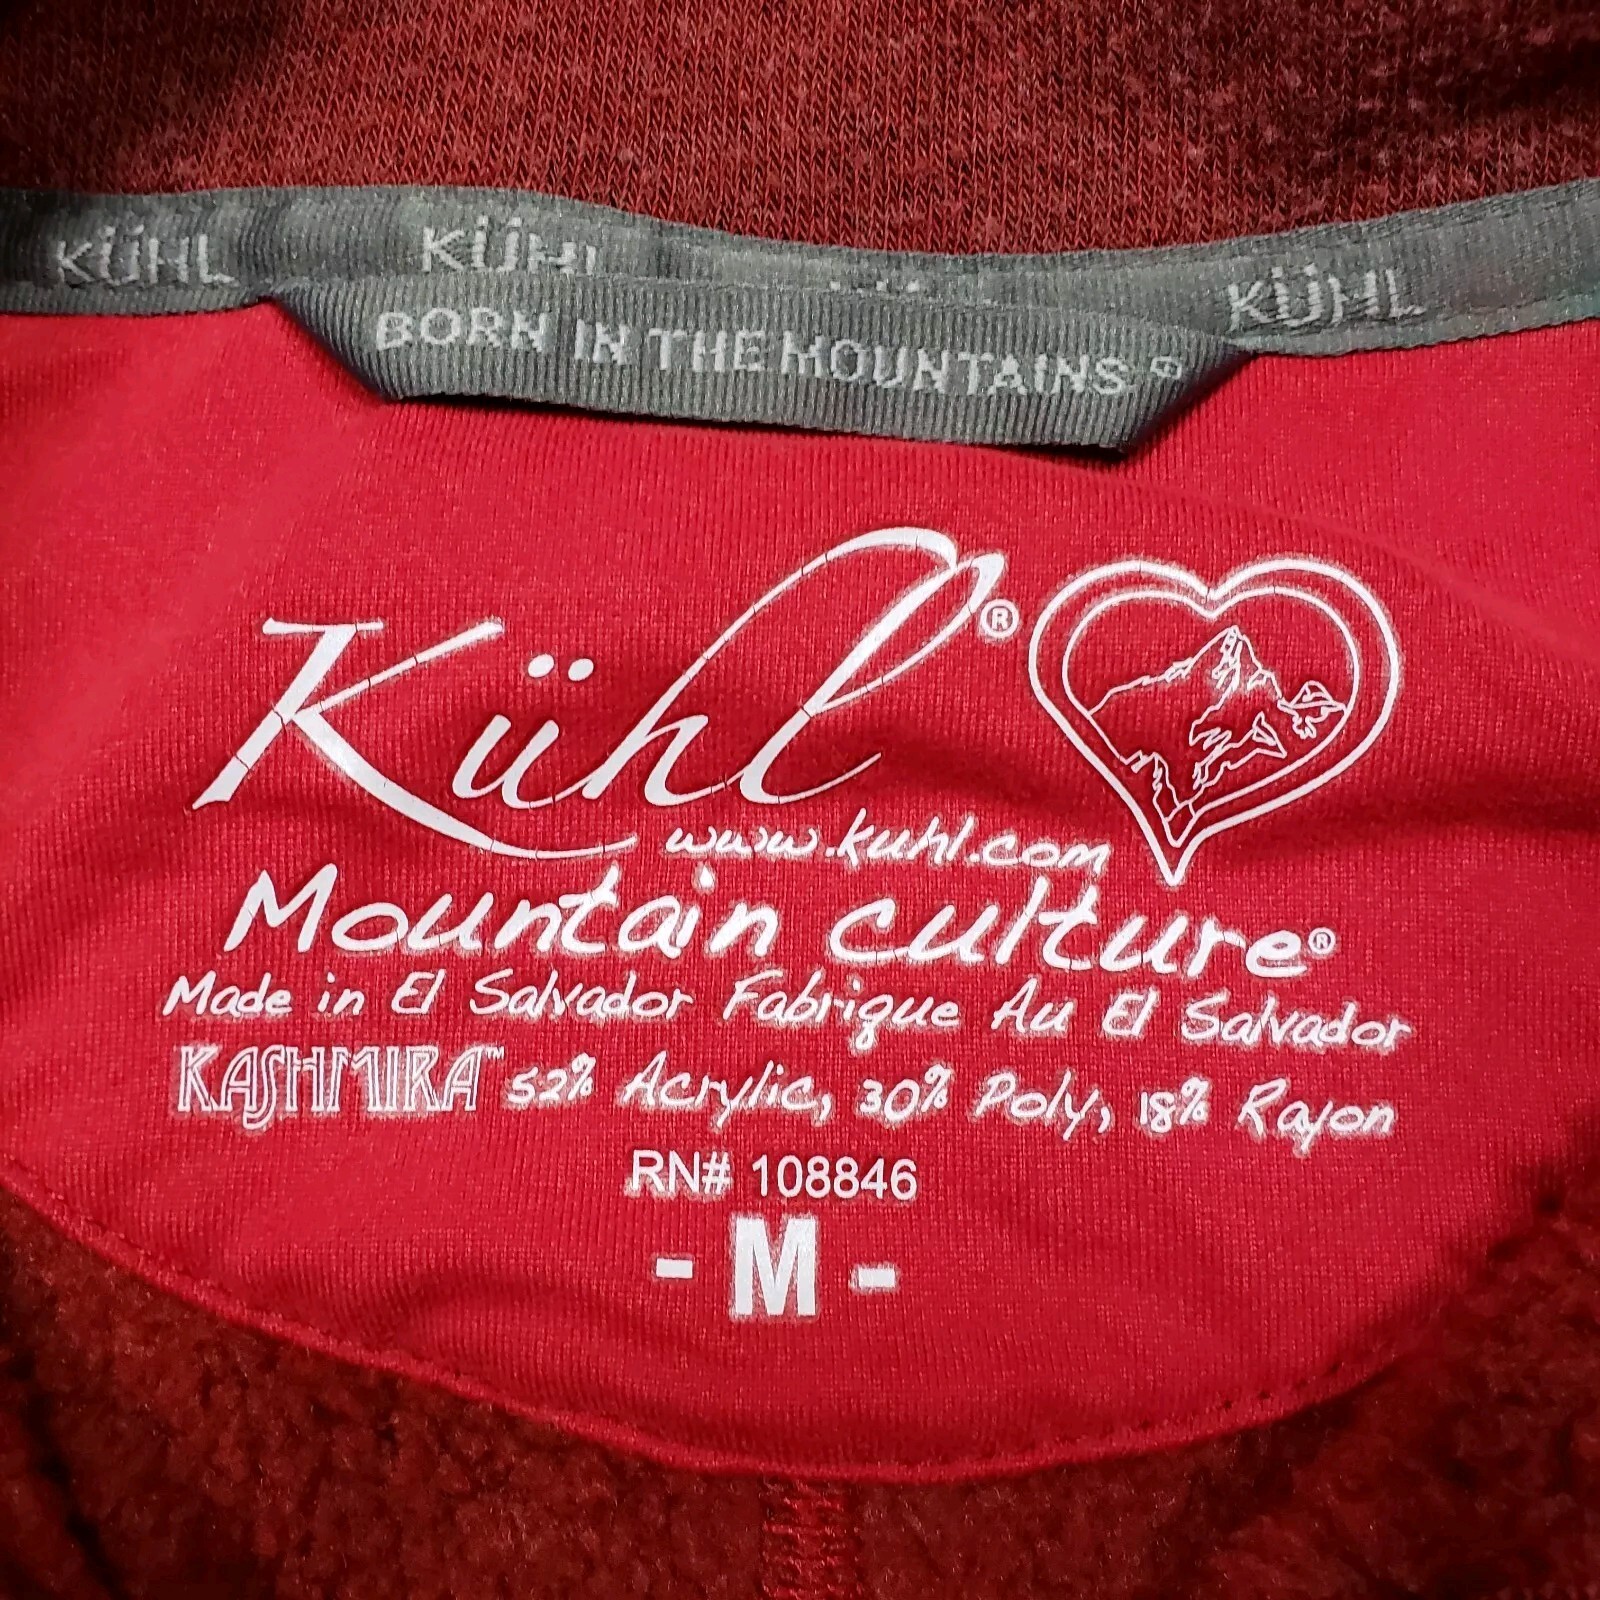 KÜHL KÜHL KÜHL
BORN IN THE MOUNTAINS®
Kühl®
www.kuhl.com
Mountain culture®
Made in El Salvador Fabrique Au El Salvador
KASHMIRA™ 52% Acrylic, 30% Poly, 18% Rayon
RN# 108846
- M -